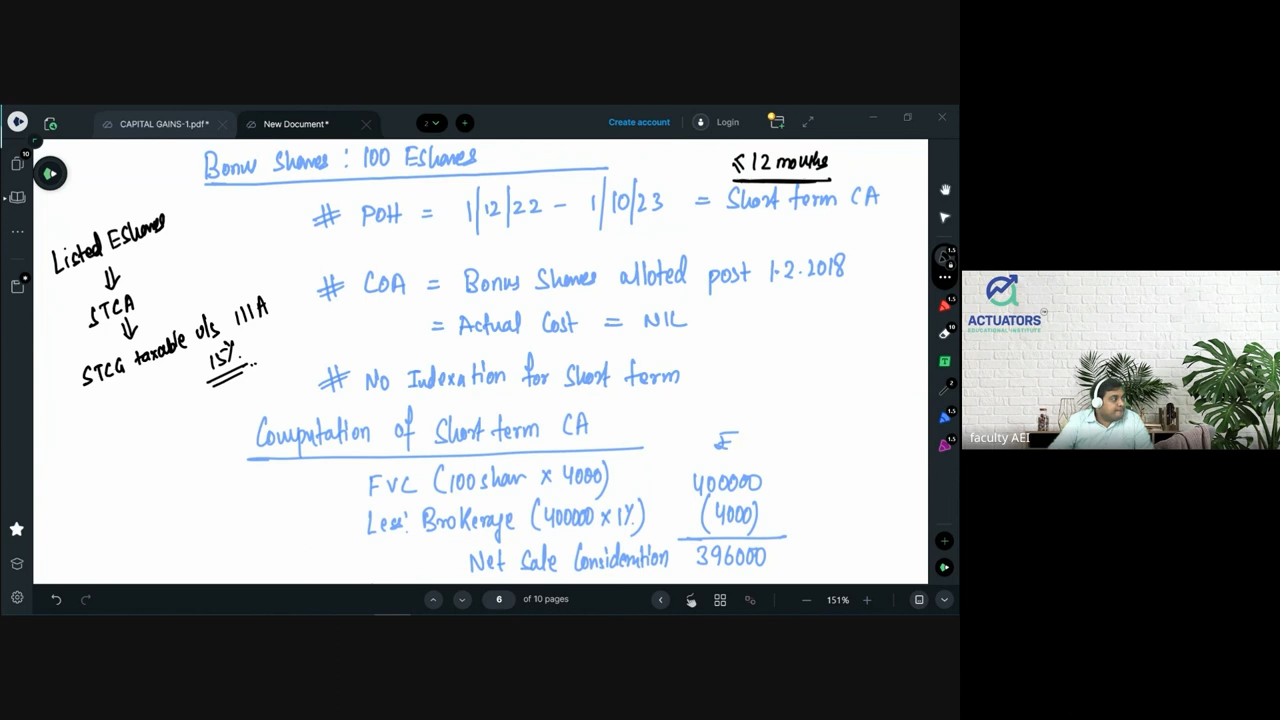 CAPITAL GAINS-1.pdf*
New Document*
2
Create account
Login
Bonus Shares : 100 EShares
≤ 12 months
# POH = 1/12/22 - 1/10/23 = Short term CA
Listed EShares
⇓
STCA
⇓
STCG taxable u/s 111A
15%
# COA = Bonus Shares alloted post 1.2.2018
= Actual Cost = NIL
# No Indexation for Short term
Computation of Short term CA
FVC (100 shar × 4000) 400000
Less: Brokerage (400000 × 1%) (4000)
Net Sale Consideration 396000
6 of 10 pages
151%
ACTUATORS
EDUCATIONAL INSTITUTE
faculty AEI